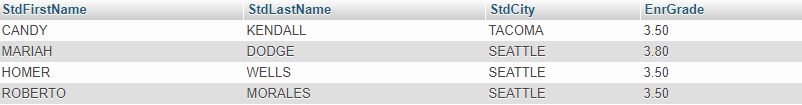 StdFirstName StdLastName StdCity EnrGrade
CANDY KENDALL TACOMA 3.50
MARIAH DODGE SEATTLE 3.80
HOMER WELLS SEATTLE 3.50
ROBERTO MORALES SEATTLE 3.50